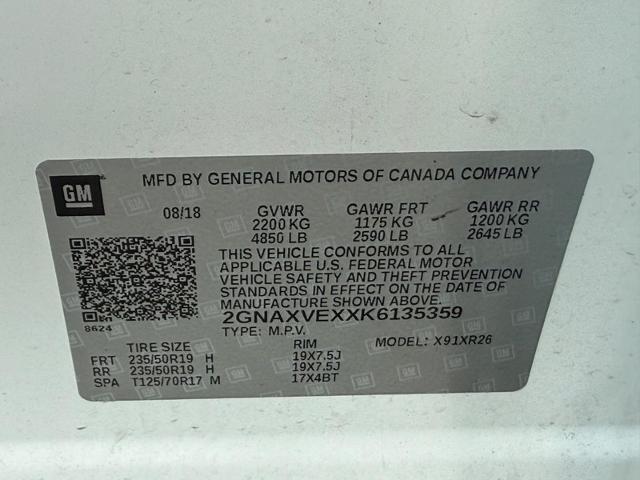 GM
MFD BY GENERAL MOTORS OF CANADA COMPANY
08/18 GVWR GAWR FRT GAWR RR
2200 KG 1175 KG 1200 KG
4850 LB 2590 LB 2645 LB
THIS VEHICLE CONFORMS TO ALL
APPLICABLE U.S. FEDERAL MOTOR
VEHICLE SAFETY AND THEFT PREVENTION
STANDARDS IN EFFECT ON THE DATE OF
MANUFACTURE SHOWN ABOVE.
8624
2GNAXVEXXK6135359
TYPE: M.P.V. MODEL: X91XR26
TIRE SIZE RIM
FRT 235/50R19 H 19X7.5J
RR 235/50R19 H 19X7.5J
SPA T125/70R17 M 17X4BT